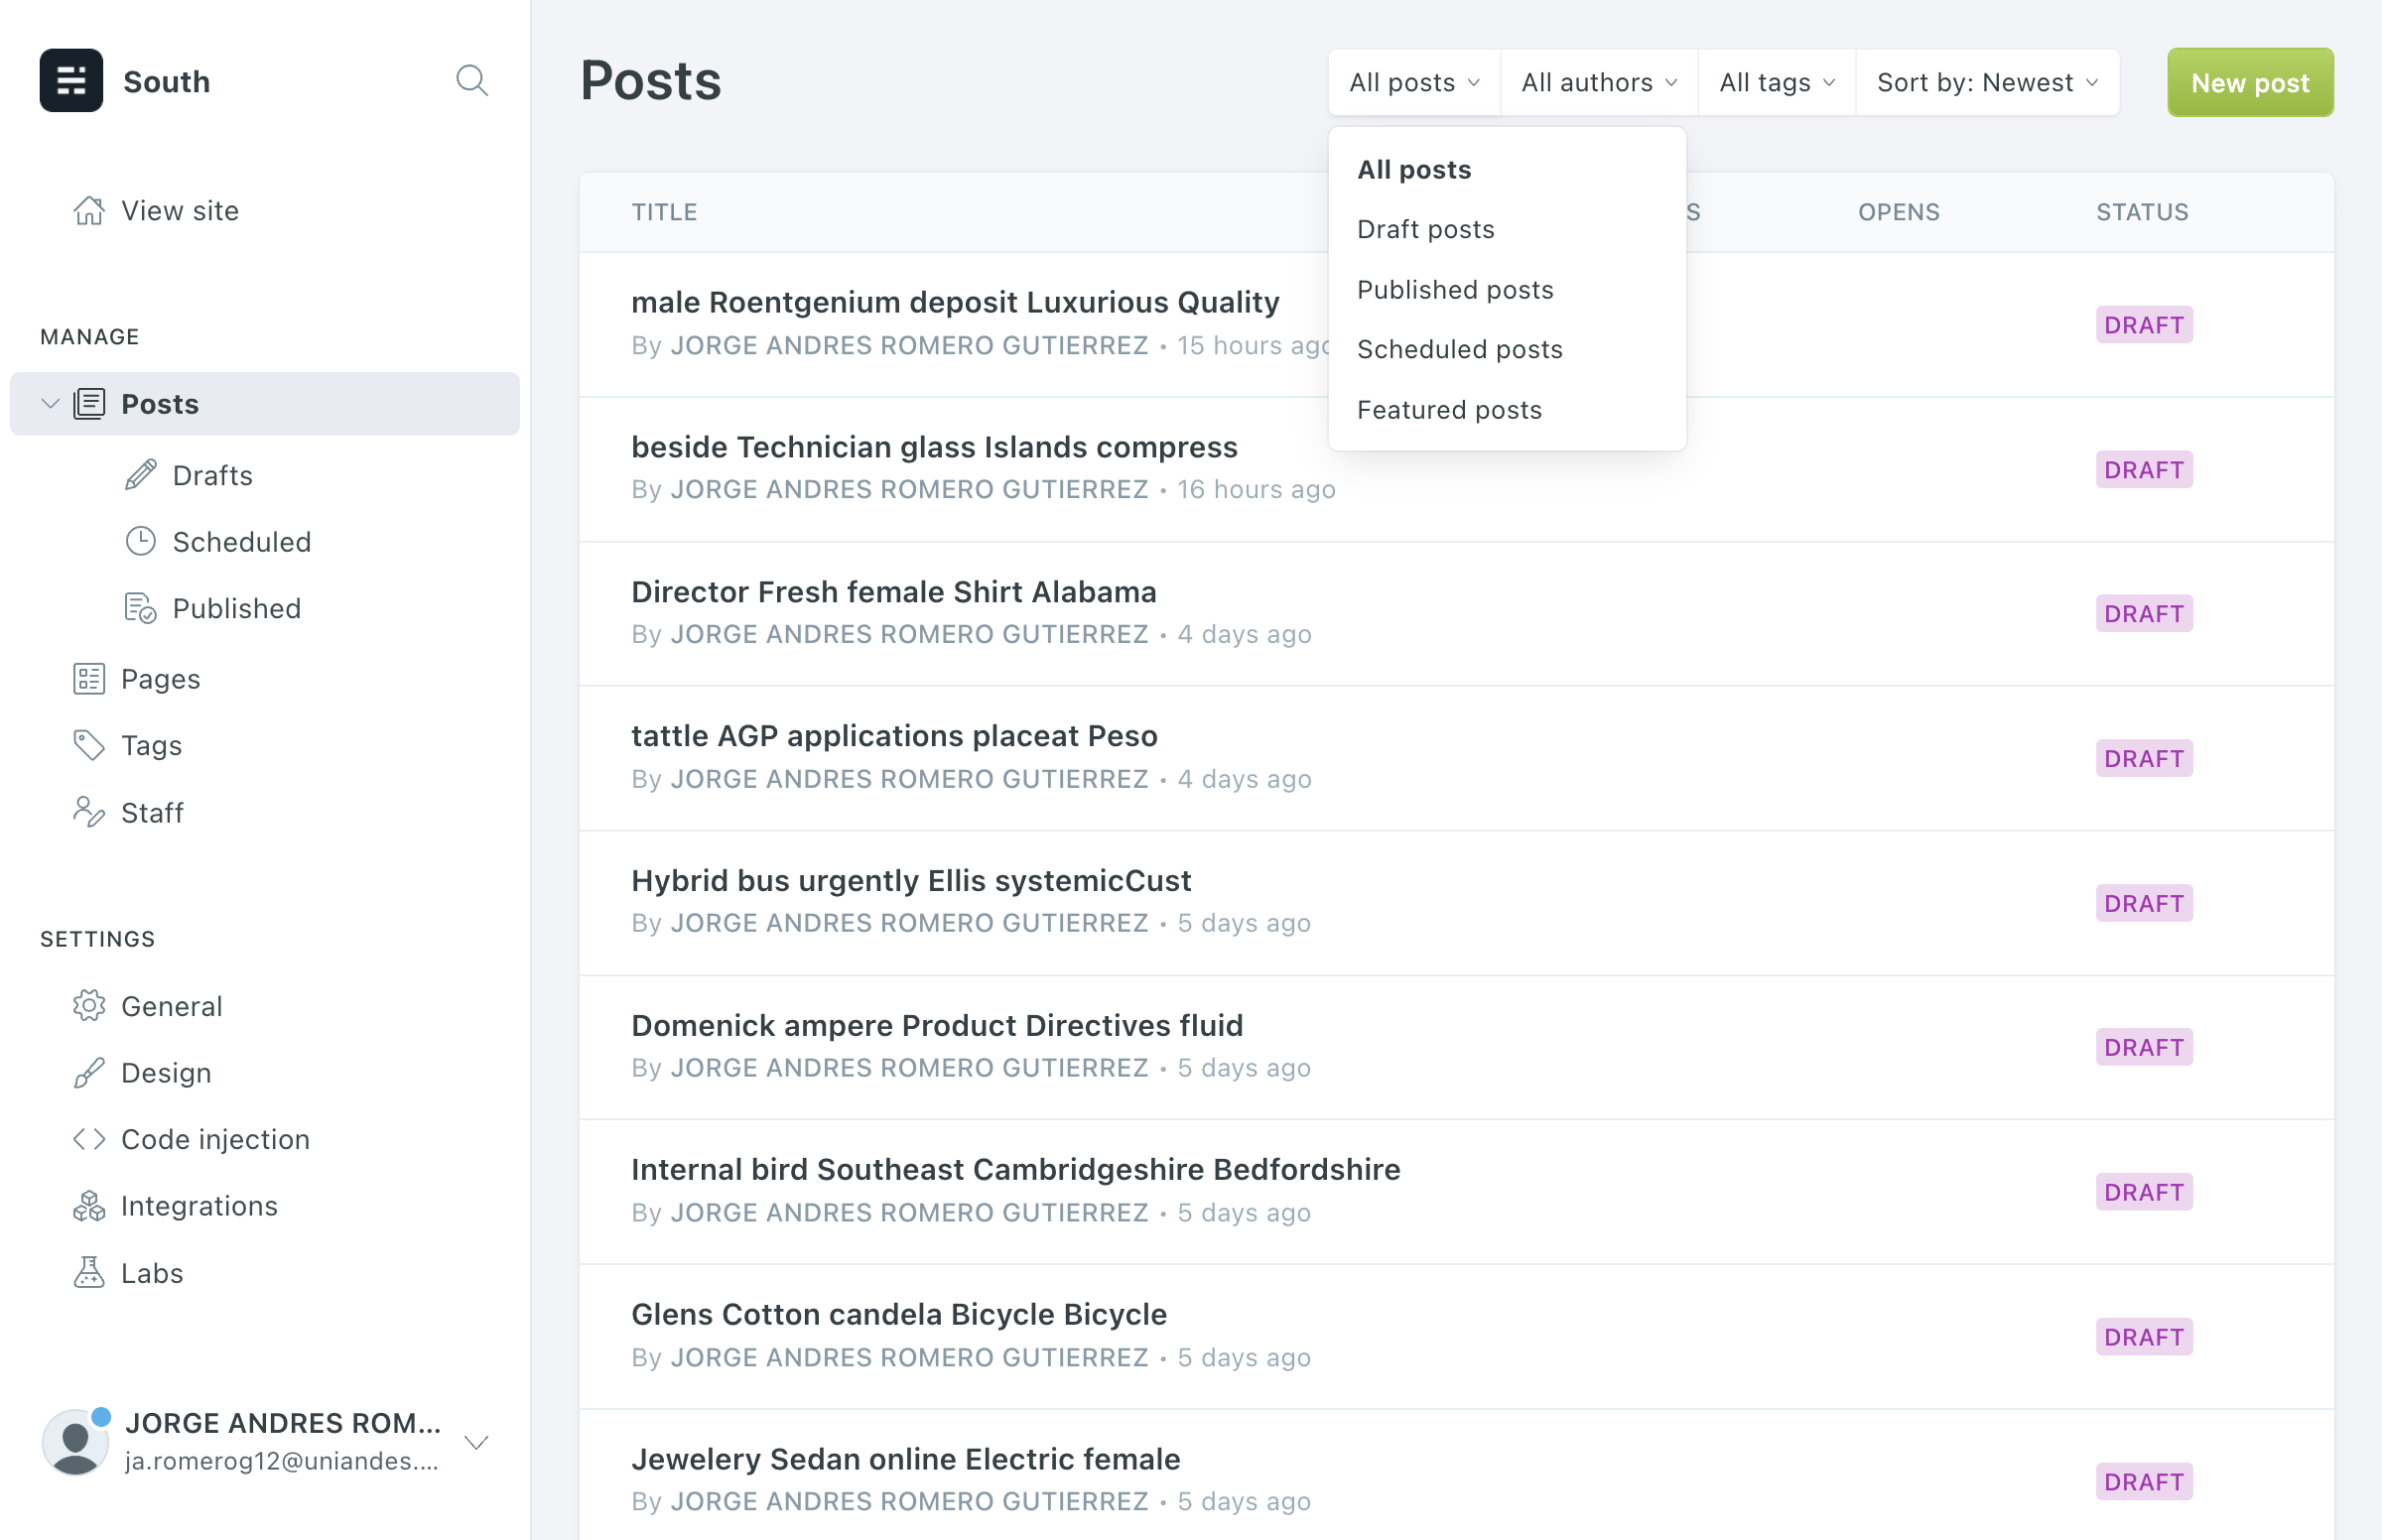 South
View site
MANAGE
Posts
Drafts
Scheduled
Published
Pages
Tags
Staff
SETTINGS
General
Design
Code injection
Integrations
Labs
JORGE ANDRES ROM...
ja.romerog12@uniandes....
Posts
All posts
All authors
All tags
Sort by: Newest
New post
All posts
Draft posts
Published posts
Scheduled posts
Featured posts
TITLE
OPENS
STATUS
male Roentgenium deposit Luxurious Quality
By JORGE ANDRES ROMERO GUTIERREZ • 15 hours ago
DRAFT
beside Technician glass Islands compress
By JORGE ANDRES ROMERO GUTIERREZ • 16 hours ago
DRAFT
Director Fresh female Shirt Alabama
By JORGE ANDRES ROMERO GUTIERREZ • 4 days ago
DRAFT
tattle AGP applications placeat Peso
By JORGE ANDRES ROMERO GUTIERREZ • 4 days ago
DRAFT
Hybrid bus urgently Ellis systemicCust
By JORGE ANDRES ROMERO GUTIERREZ • 5 days ago
DRAFT
Domenick ampere Product Directives fluid
By JORGE ANDRES ROMERO GUTIERREZ • 5 days ago
DRAFT
Internal bird Southeast Cambridgeshire Bedfordshire
By JORGE ANDRES ROMERO GUTIERREZ • 5 days ago
DRAFT
Glens Cotton candela Bicycle Bicycle
By JORGE ANDRES ROMERO GUTIERREZ • 5 days ago
DRAFT
Jewelery Sedan online Electric female
By JORGE ANDRES ROMERO GUTIERREZ • 5 days ago
DRAFT